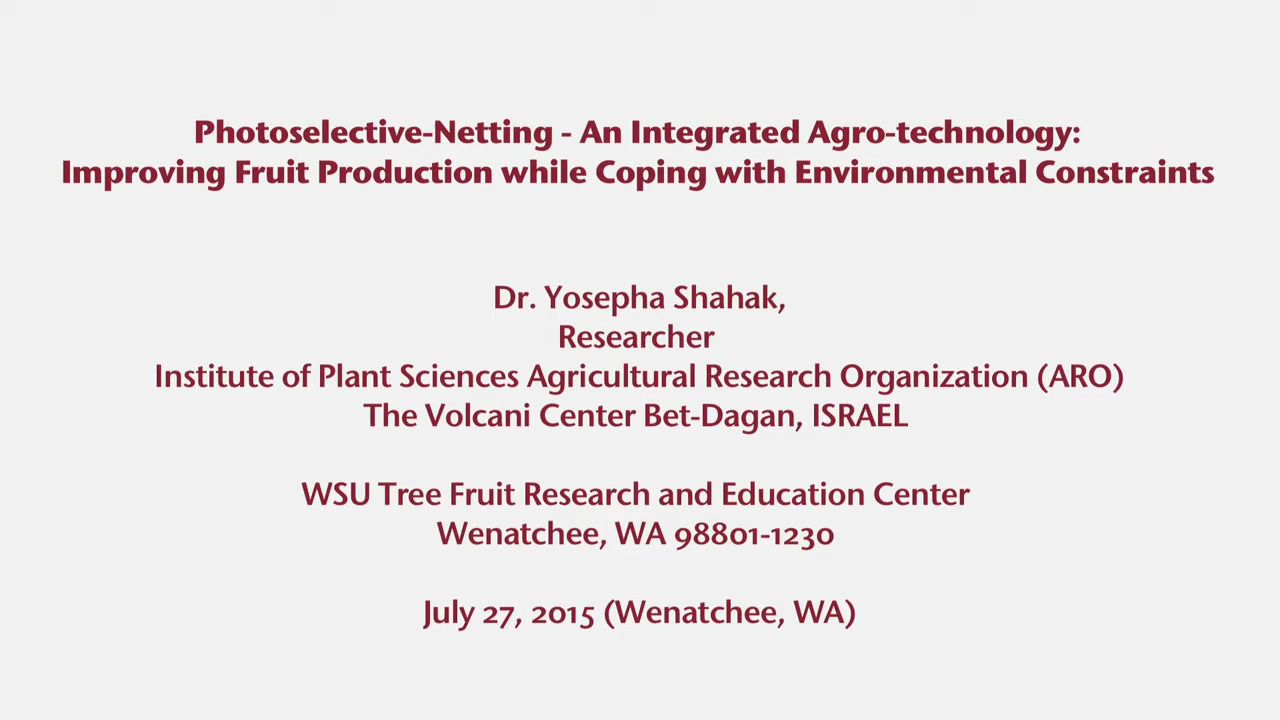 Photoselective-Netting - An Integrated Agro-technology:
Improving Fruit Production while Coping with Environmental Constraints
Dr. Yosepha Shahak,
Researcher
Institute of Plant Sciences Agricultural Research Organization (ARO)
The Volcani Center Bet-Dagan, ISRAEL
WSU Tree Fruit Research and Education Center
Wenatchee, WA 98801-1230
July 27, 2015 (Wenatchee, WA)